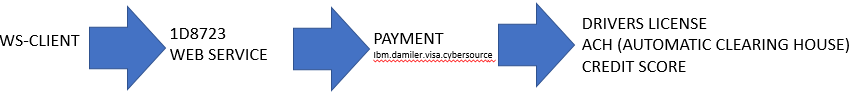 WS-CLIENT
1D8723
WEB SERVICE
PAYMENT
Ibm.damiler.visa.cybersource
DRIVERS LICENSE
ACH (AUTOMATIC CLEARING HOUSE)
CREDIT SCORE